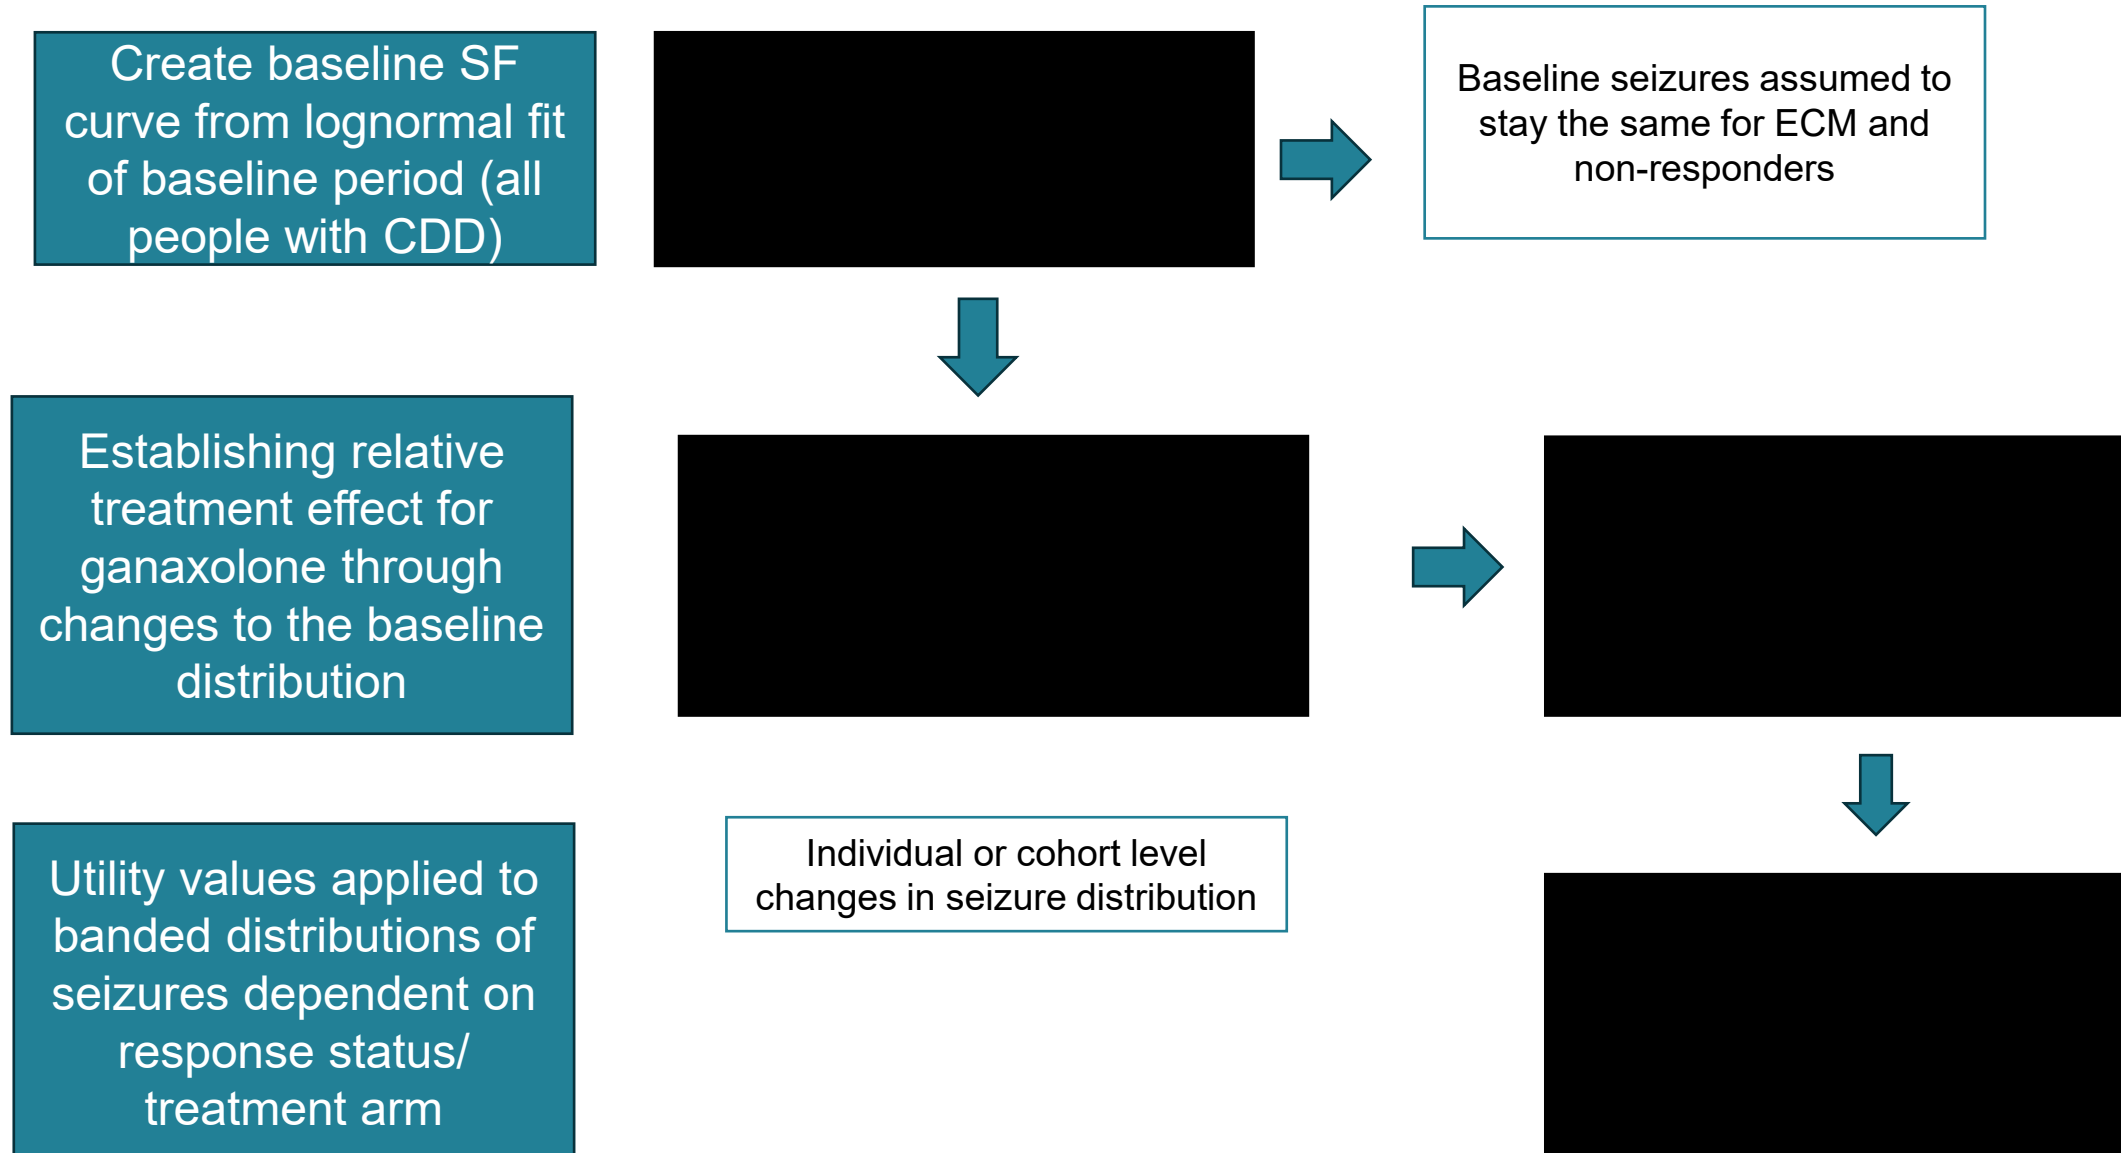 Create baseline SF
curve from lognormal fit
of baseline period (all
people with CDD)
Baseline seizures assumed to
stay the same for ECM and
non-responders
Establishing relative
treatment effect for
ganaxolone through
changes to the baseline
distribution
Utility values applied to
banded distributions of
seizures dependent on
response status/
treatment arm
Individual or cohort level
changes in seizure distribution